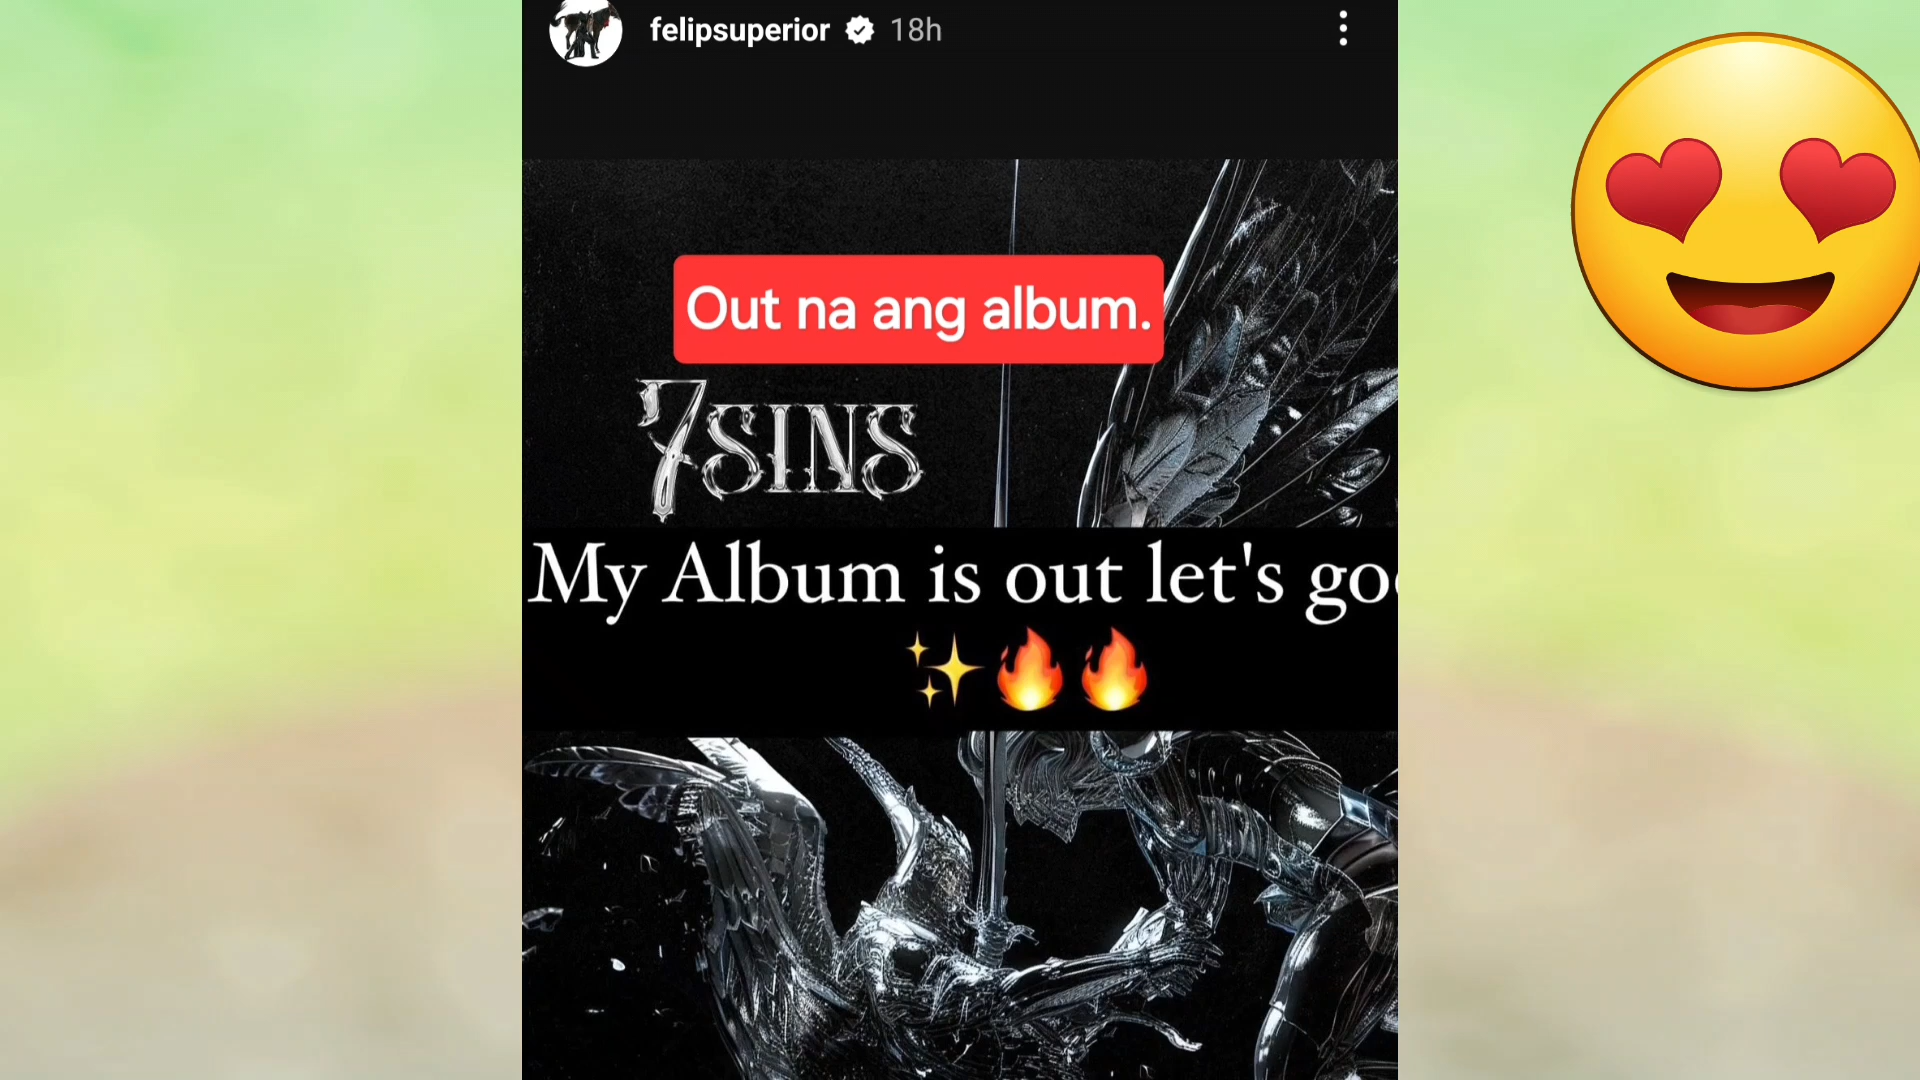 felipsuperior 18h
Out na ang album.
7SINS
My Album is out let's go